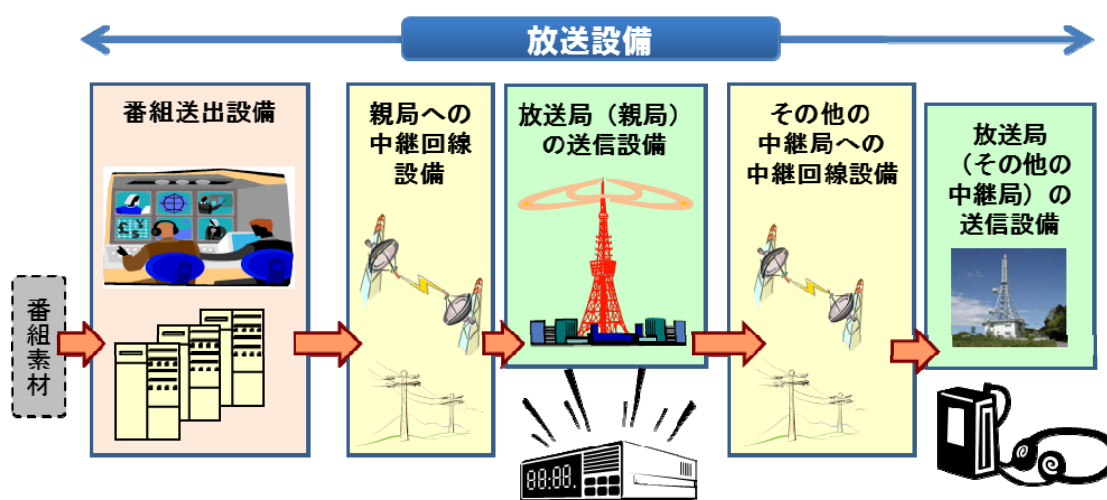 放送設備
番組素材
番組送出設備
親局への
中継回線
設備
放送局（親局）
の送信設備
その他の
中継局への
中継回線設備
放送局
（その他の
中継局）の
送信設備
£ ¥
$
88:88.